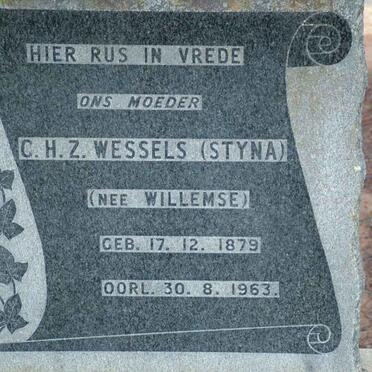 HIER RUS IN VREDE
ONS MOEDER
C.H.Z. WESSELS (STYNA)
(NEE WILLEMSE)
GEB. 17. 12. 1879
OORL. 30. 8. 1963.